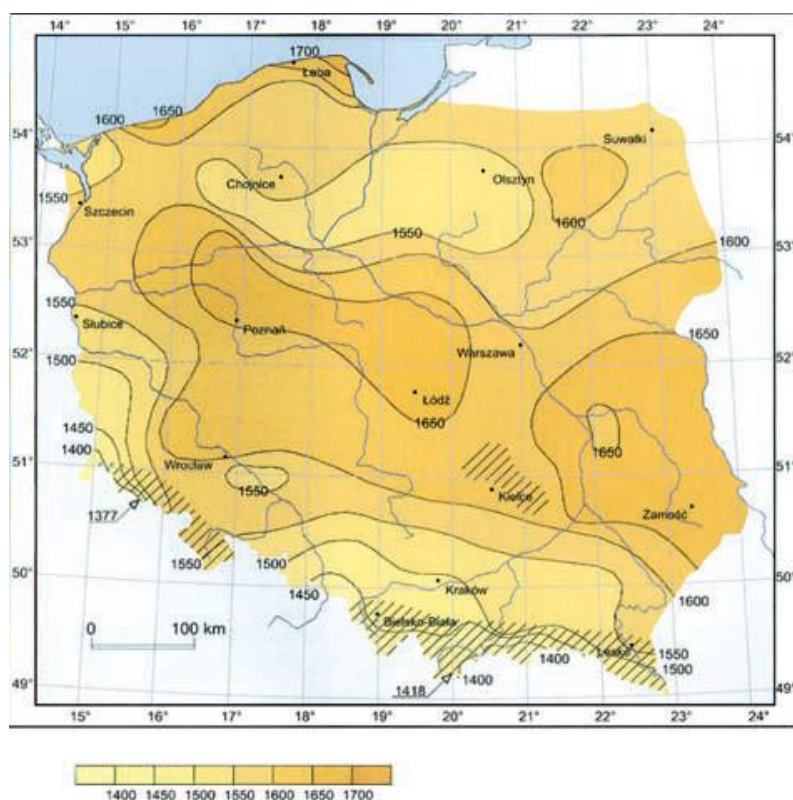 14° 15° 16° 17° 18° 19° 20° 21° 22° 23° 24°
1700
Łeba
1650
1600
54° 54°
Suwałki
1550
Chojnice
Olsztyn
Szczecin
1600
1550
53° 1600 53°
1550
Słubice
Poznań
1650
Warszawa
52° 1500 52°
Łódź
1650
1450
1400
1650
51° Wrocław 51°
1550
Kielce
1377
Zamość
1550 1500
50° 50°
1450 Kraków
1600
0 100 km
Bielsko-Biała
Lesko 1550
1400 1500
1400
49° 1418 49°
15° 16° 17° 18° 19° 20° 21° 22° 23° 24°
1400 1450 1500 1550 1600 1650 1700